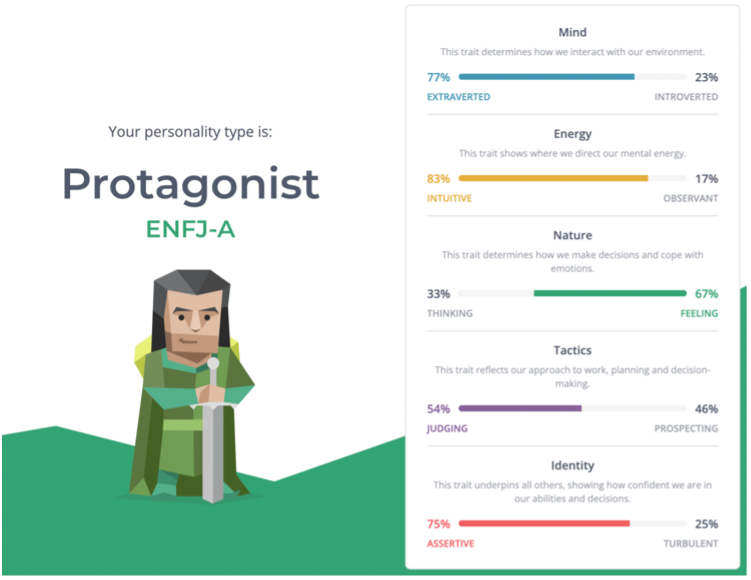 Your personality type is:
Protagonist
ENFJ-A
Mind
This trait determines how we interact with our environment.
77%
23%
EXTRAVERTED
INTROVERTED
Energy
This trait shows where we direct our mental energy.
83%
17%
INTUITIVE
OBSERVANT
Nature
This trait determines how we make decisions and cope with
emotions.
33%
67%
THINKING
FEELING
Tactics
This trait reflects our approach to work, planning and decision-
making.
54%
46%
JUDGING
PROSPECTING
Identity
This trait underpins all others, showing how confident we are in
our abilities and decisions.
75%
25%
ASSERTIVE
TURBULENT